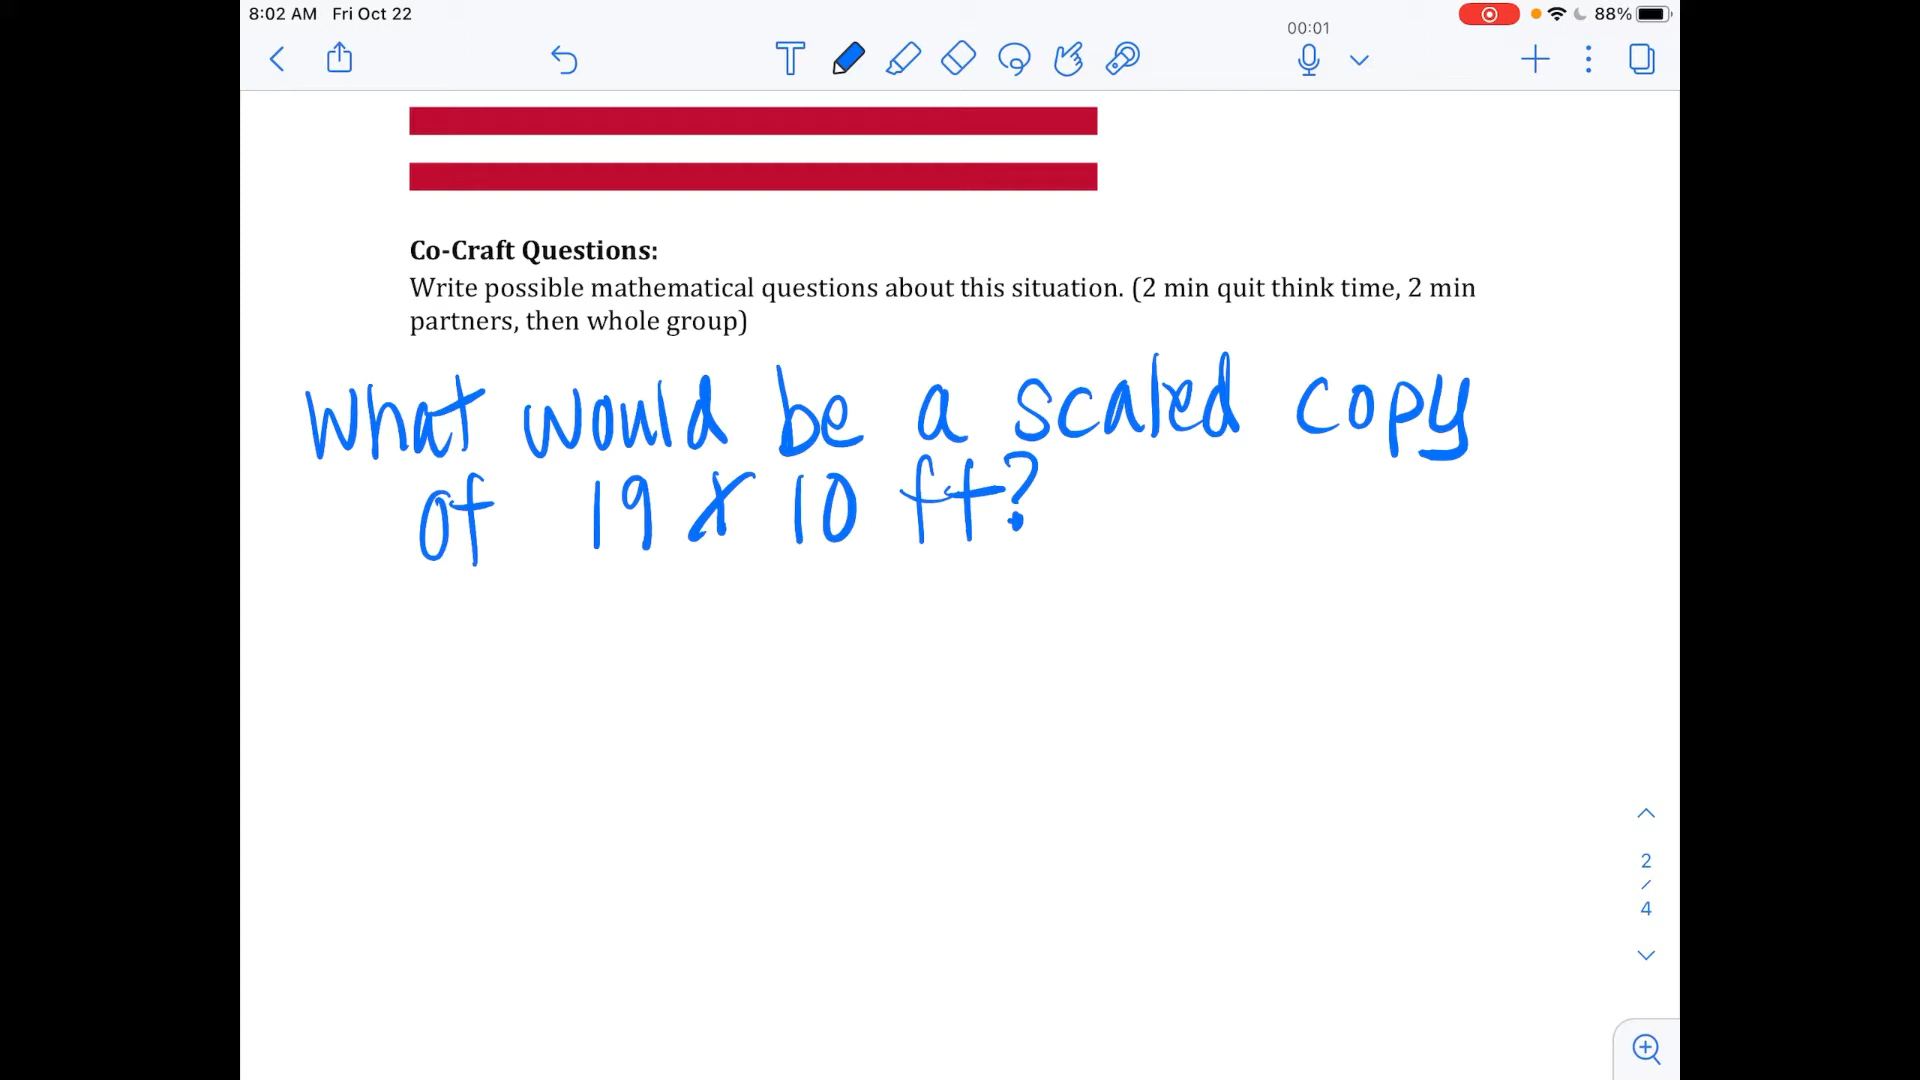 8:02 AM Fri Oct 22
88%
00:01
T
Co-Craft Questions:
Write possible mathematical questions about this situation. (2 min quit think time, 2 min
partners, then whole group)
What would be a scaled copy
of 19 x 10 ft?
2
/
4